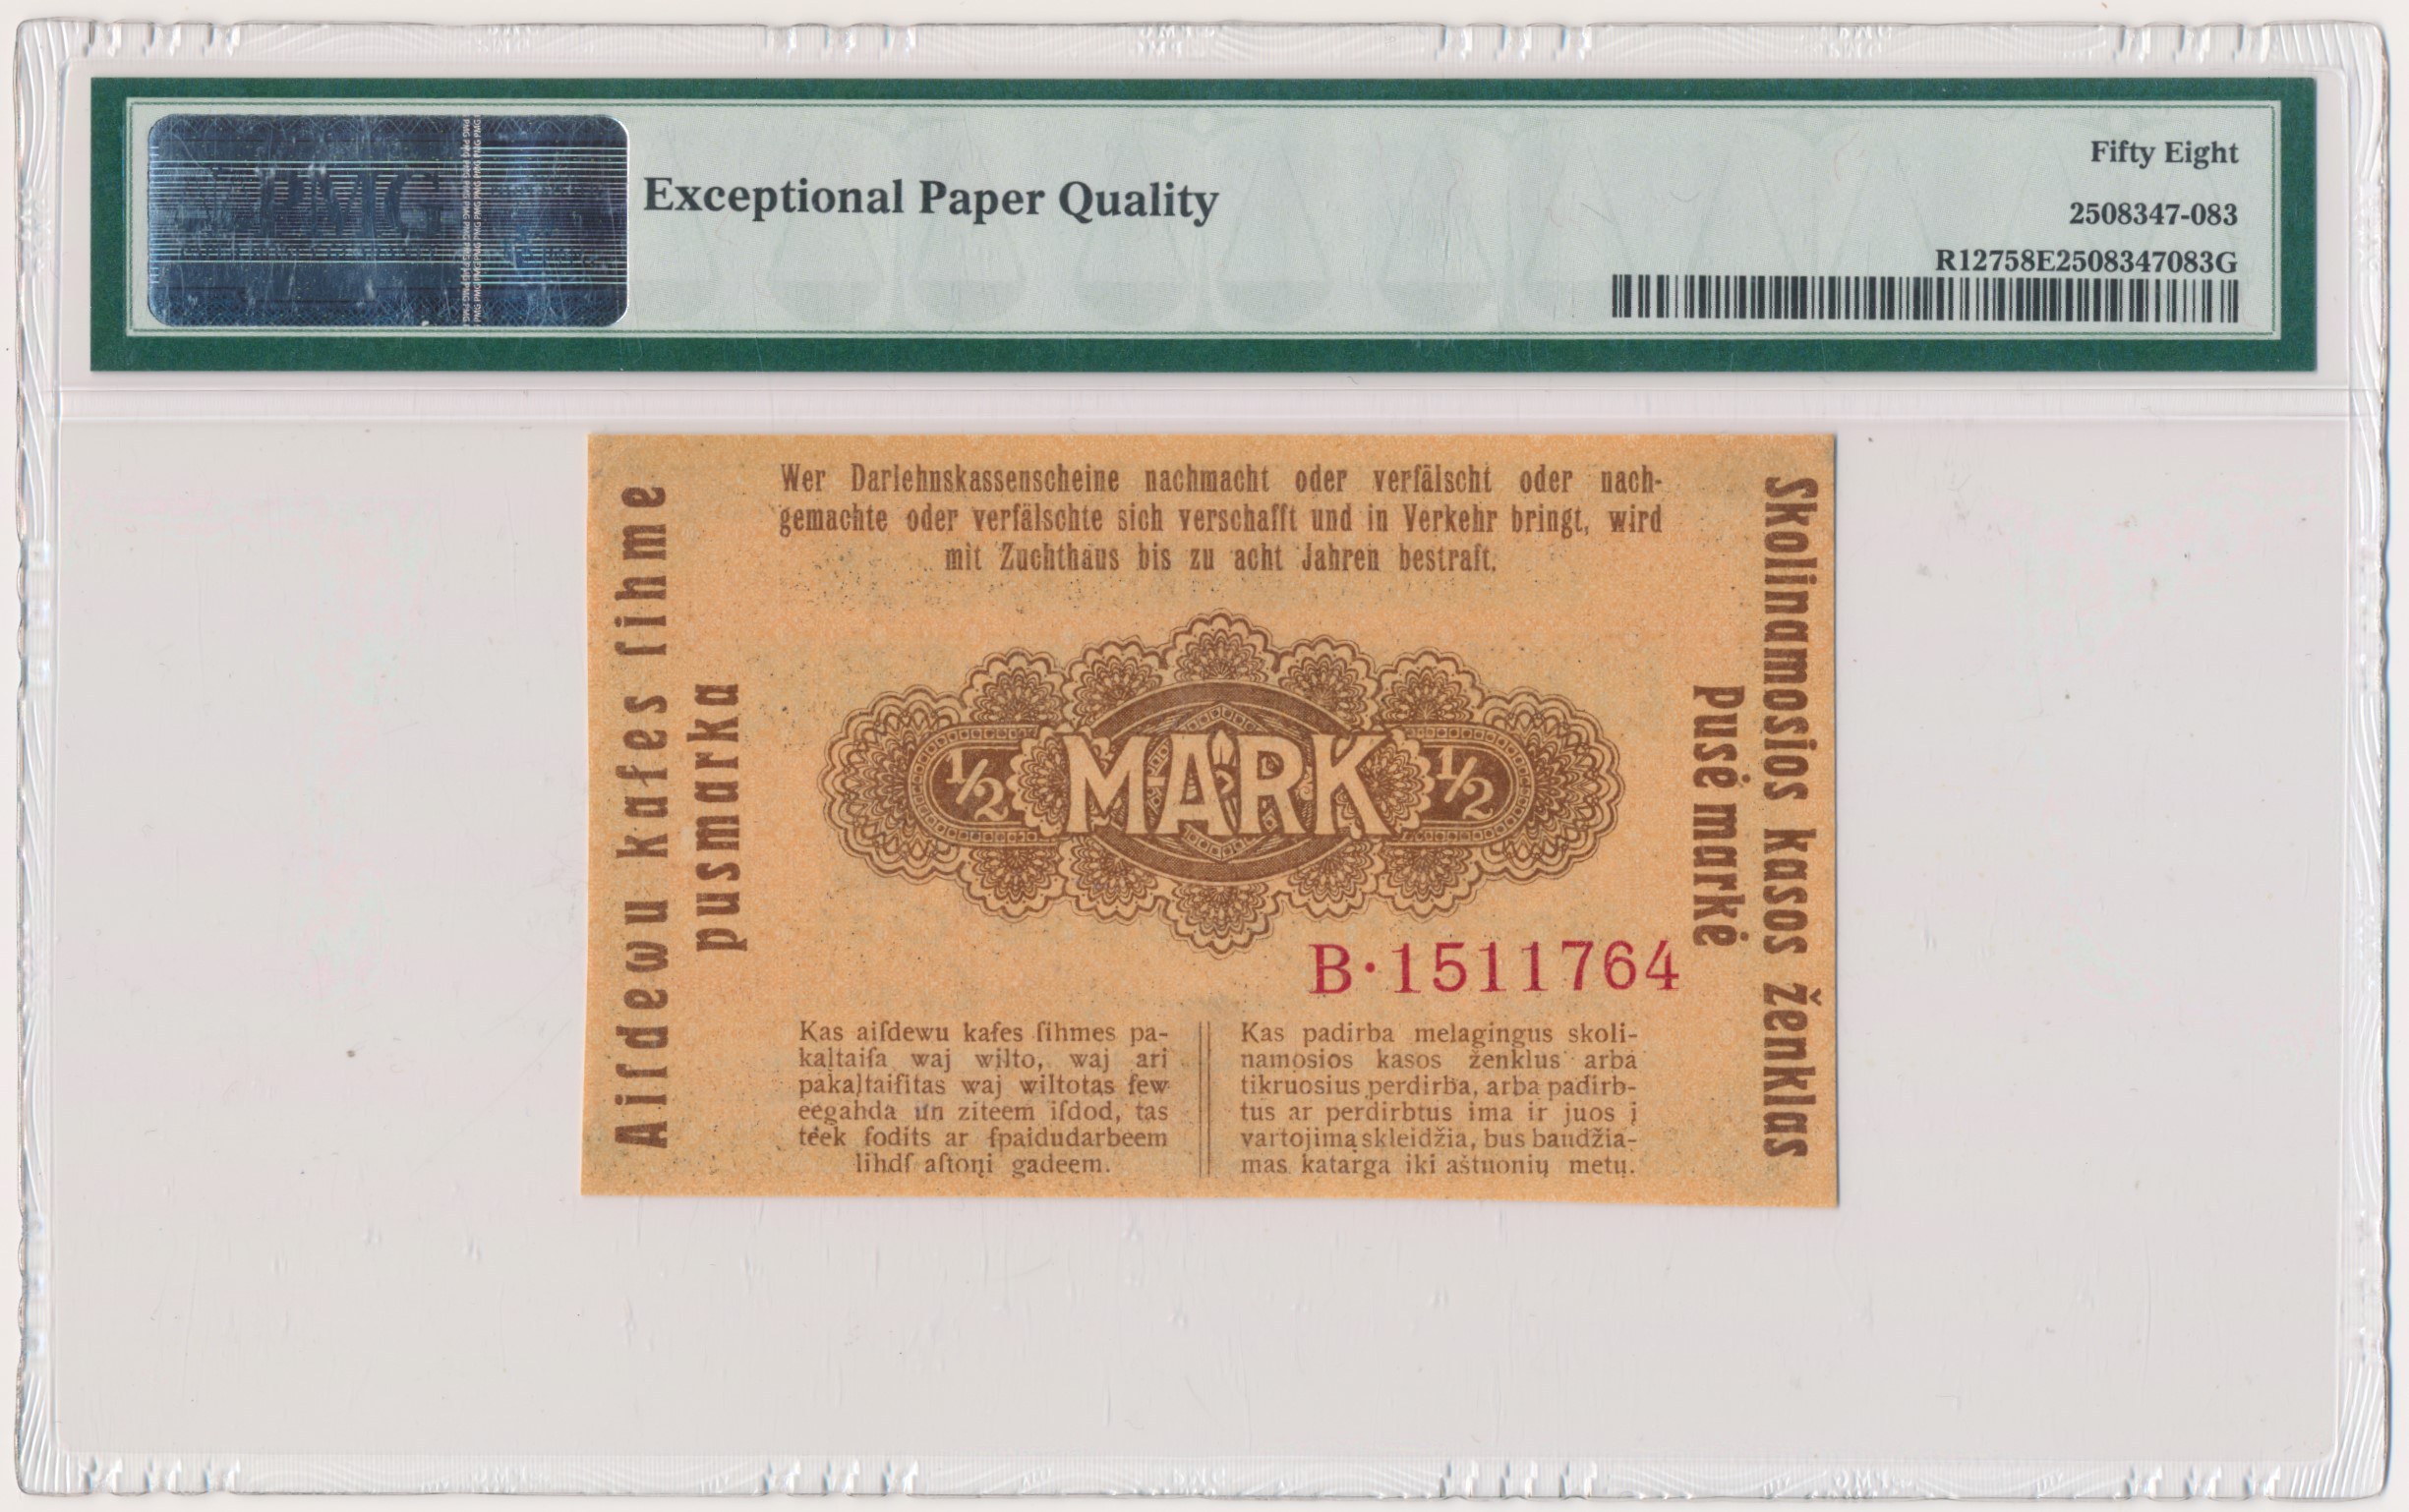 PMG
Exceptional Paper Quality
Fifty Eight
2508347-083
R12758E2508347083G
Wer Darlehnskassenscheine nachmacht oder verfälscht oder nach-
gemachte oder verfälschte sich verschafft und in Verkehr bringt, wird
mit Zuchthaus bis zu acht Jahren bestraft.
Aiſdewu kaſes ſihme
pusmarka
½ MARK ½
Skolinamosios kasos ženklas
pusė markė
B·1511764
Kas aiſdewu kaſes ſihmes pa-
kaļtaiſa waj wilto, waj ari
pakaļtaiſitas waj wiltotas ſew
eegahda un ziteem iſdod, tas
teek ſodits ar ſpaidudarbeem
lihdſ aſtoņi gadeem.
Kas padirba melagingus skoli-
namosios kasos ženklus arba
tikruosius perdirba, arba padirb-
tus ar perdirbtus ima ir juos į
vartojimą skleidžia, bus baudžia-
mas katarga iki aštuonių metų.